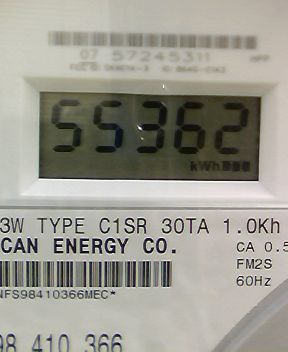 07 57245311
55362
kWh
3W TYPE C1SR 30TA 1.0Kh
CAN ENERGY CO.
CA 0.5
FM2S
60Hz
NFS98410366MEC*
98 410 366